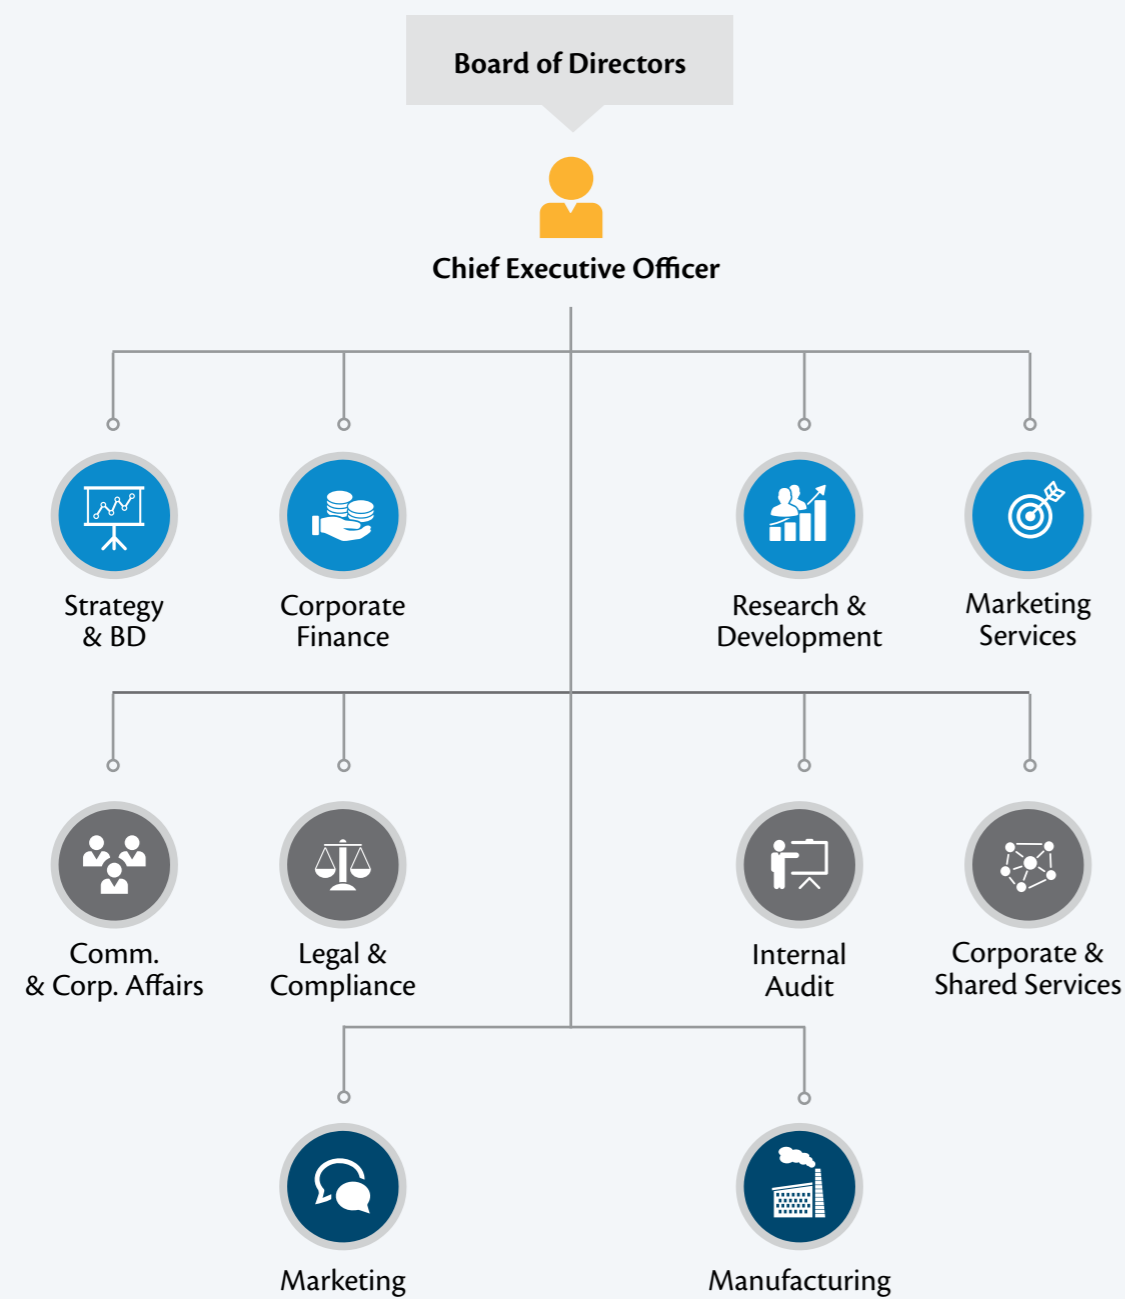 Board of Directors
Chief Executive Officer
Strategy
& BD
Corporate
Finance
Research &
Development
Marketing
Services
Comm.
& Corp. Affairs
Legal &
Compliance
Internal
Audit
Corporate &
Shared Services
Marketing
Manufacturing